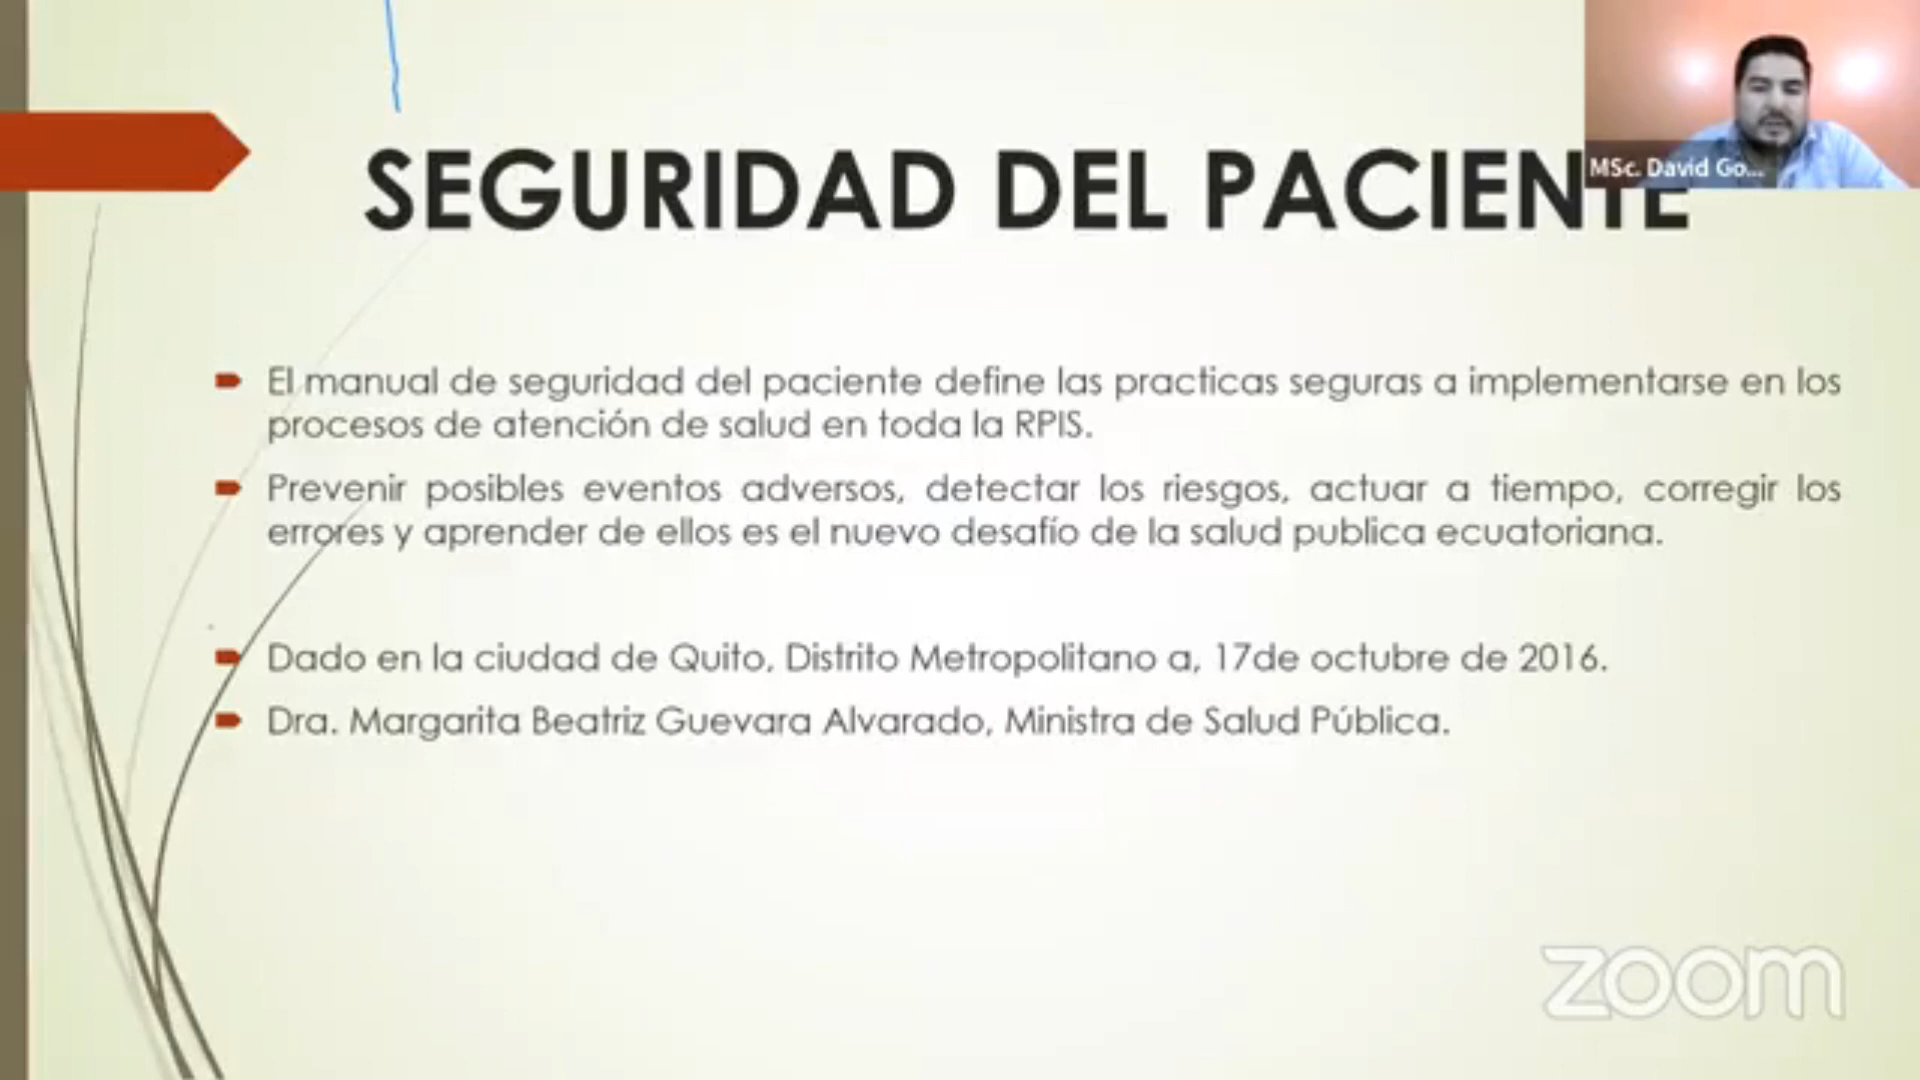 SEGURIDAD DEL PACIENTE
MSc. David Go...
El manual de seguridad del paciente define las practicas seguras a implementarse en los
procesos de atención de salud en toda la RPIS.
Prevenir posibles eventos adversos, detectar los riesgos, actuar a tiempo, corregir los
errores y aprender de ellos es el nuevo desafío de la salud publica ecuatoriana.
Dado en la ciudad de Quito, Distrito Metropolitano a, 17de octubre de 2016.
Dra. Margarita Beatriz Guevara Alvarado, Ministra de Salud Pública.
zoom